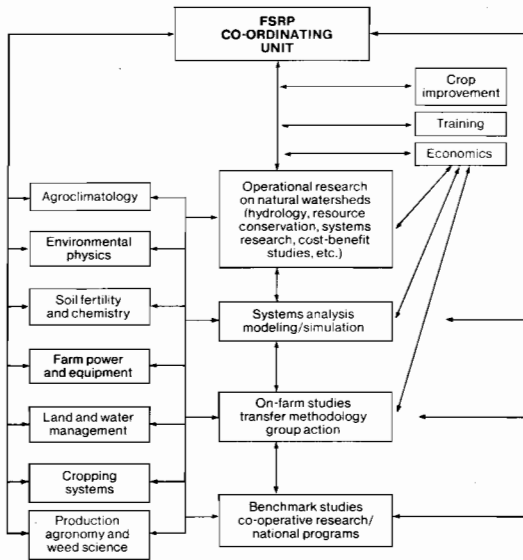 FSRP
CO-ORDINATING
UNIT
Crop
improvement
Training
Economics
Operational research
on natural watersheds
(hydrology, resource
conservation, systems
research, cost-benefit
studies, etc.)
Agroclimatology
Environmental
physics
Soil fertility
and chemistry
Systems analysis
modeling/simulation
Farm power
and equipment
On-farm studies
transfer methodology
group action
Land and water
management
Cropping
systems
Benchmark studies
co-operative research/
national programs
Production
agronomy and
weed science